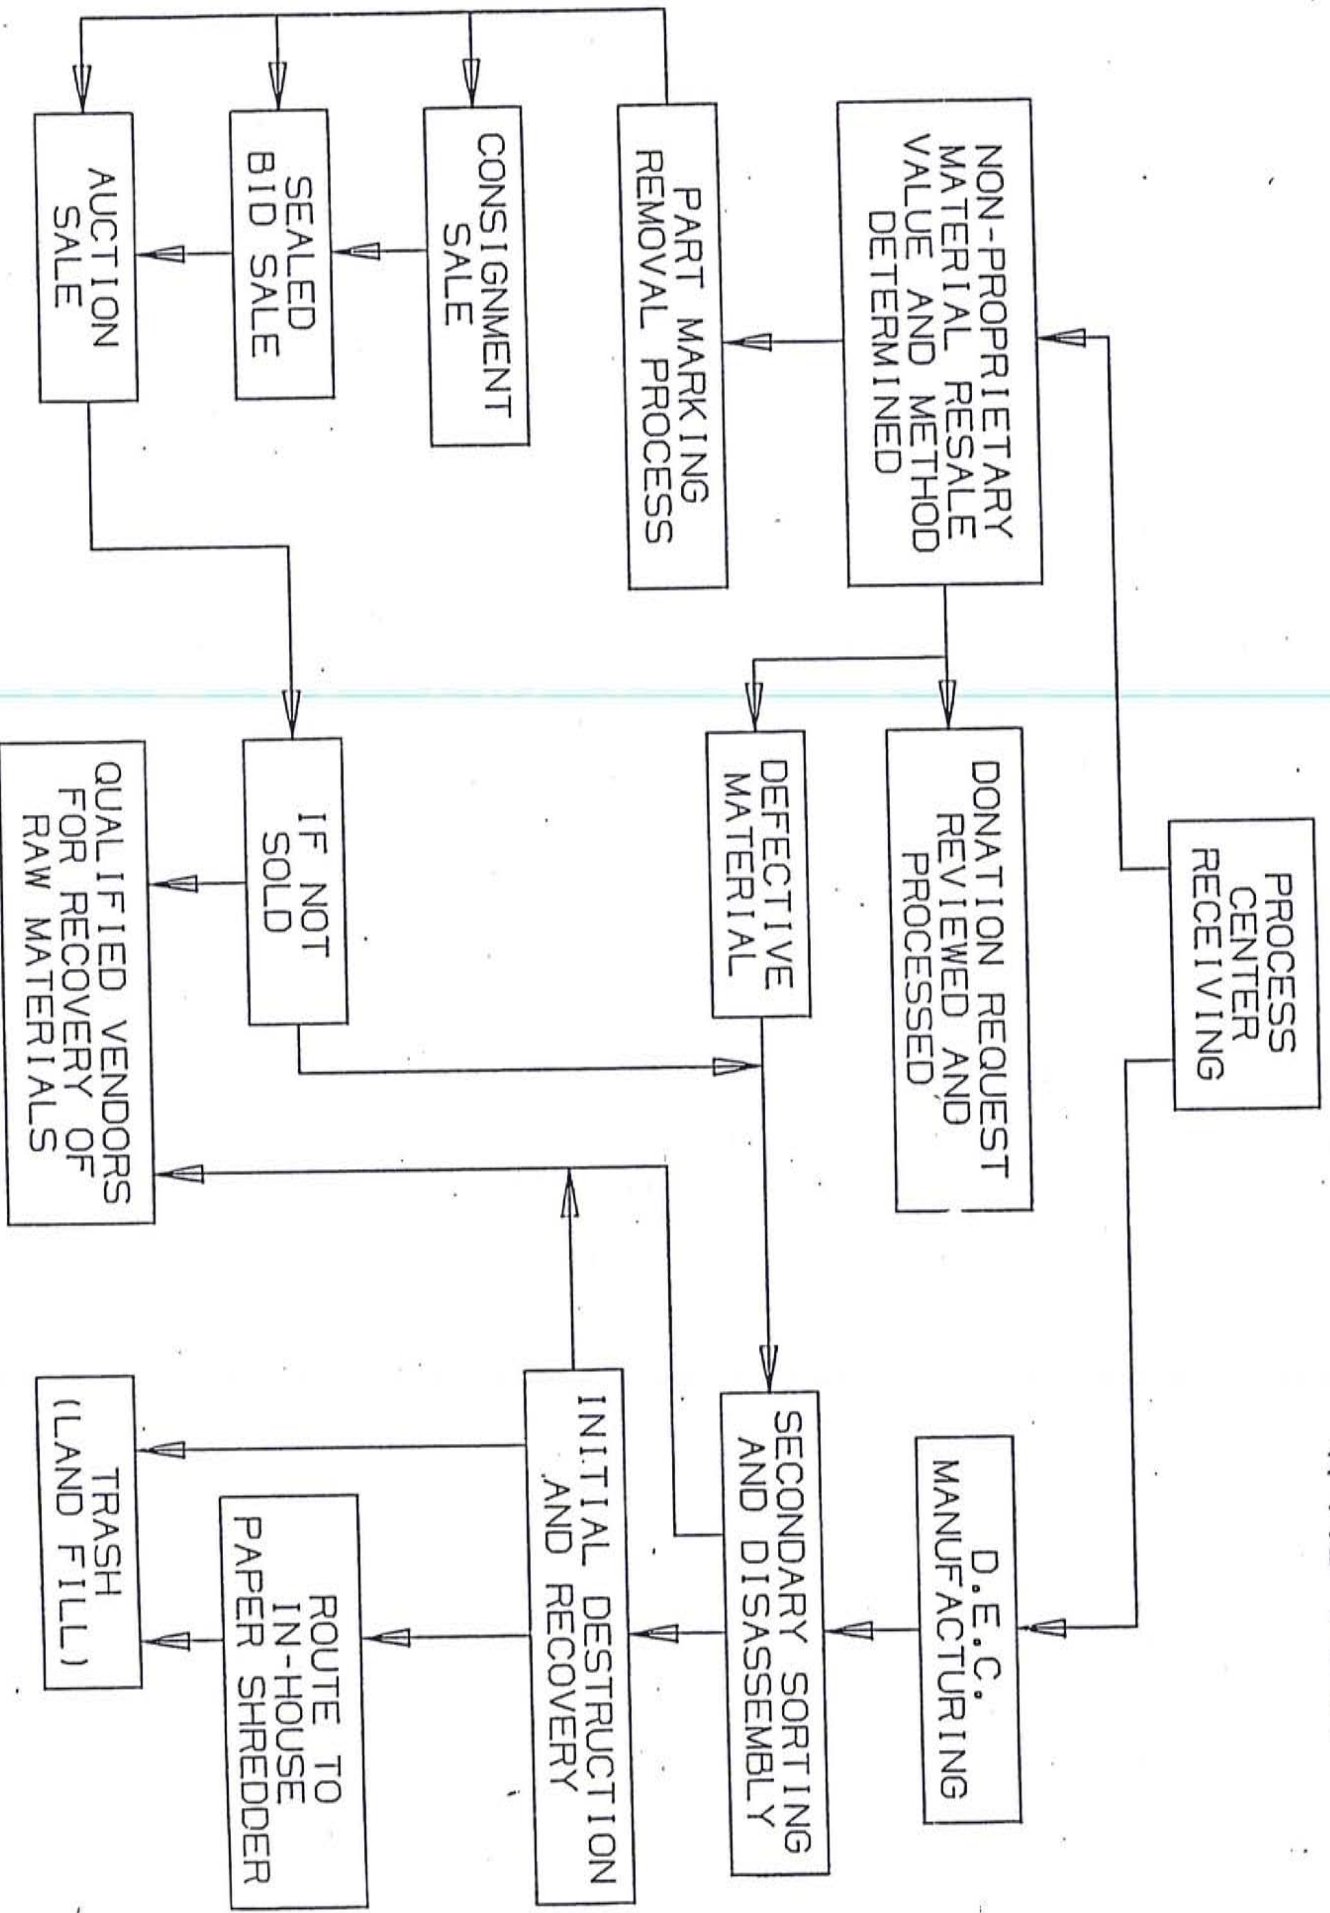 PROCESS
CENTER
RECEIVING
NON-PROPRIETARY
MATERIAL RESALE
VALUE AND METHOD
DETERMINED
DONATION REQUEST
REVIEWED AND
PROCESSED
D.E.C.
MANUFACTURING
PART MARKING
REMOVAL PROCESS
DEFECTIVE
MATERIAL
SECONDARY SORTING
AND DISASSEMBLY
CONSIGNMENT
SALE
INITIAL DESTRUCTION
AND RECOVERY
SEALED
BID SALE
IF NOT
SOLD
ROUTE TO
IN-HOUSE
PAPER SHREDDER
AUCTION
SALE
QUALIFIED VENDORS
FOR RECOVERY OF
RAW MATERIALS
TRASH
(LAND FILL)